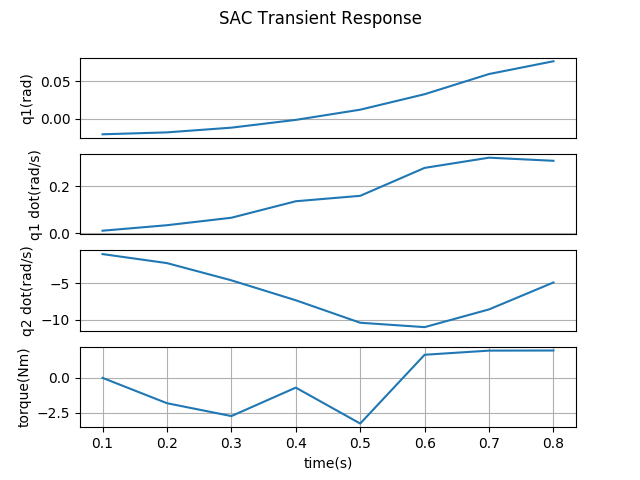 SAC Transient Response
q1(rad)
0.05
0.00
q1 dot(rad/s)
0.2
0.0
q2 dot(rad/s)
−5
−10
torque(Nm)
0.0
−2.5
0.1 0.2 0.3 0.4 0.5 0.6 0.7 0.8
time(s)